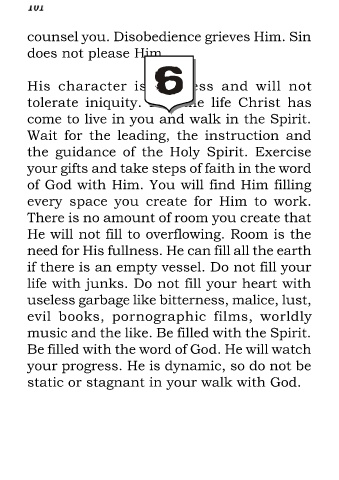 counsel you. Disobedience grieves Him. Sin
does not please Him.
6
His character is ess and will not
tolerate iniquity. life Christ has
come to live in you and walk in the Spirit.
Wait for the leading, the instruction and
the guidance of the Holy Spirit. Exercise
your gifts and take steps of faith in the word
of God with Him. You will find Him filling
every space you create for Him to work.
There is no amount of room you create that
He will not fill to overflowing. Room is the
need for His fullness. He can fill all the earth
if there is an empty vessel. Do not fill your
life with junks. Do not fill your heart with
useless garbage like bitterness, malice, lust,
evil books, pornographic films, worldly
music and the like. Be filled with the Spirit.
Be filled with the word of God. He will watch
your progress. He is dynamic, so do not be
static or stagnant in your walk with God.